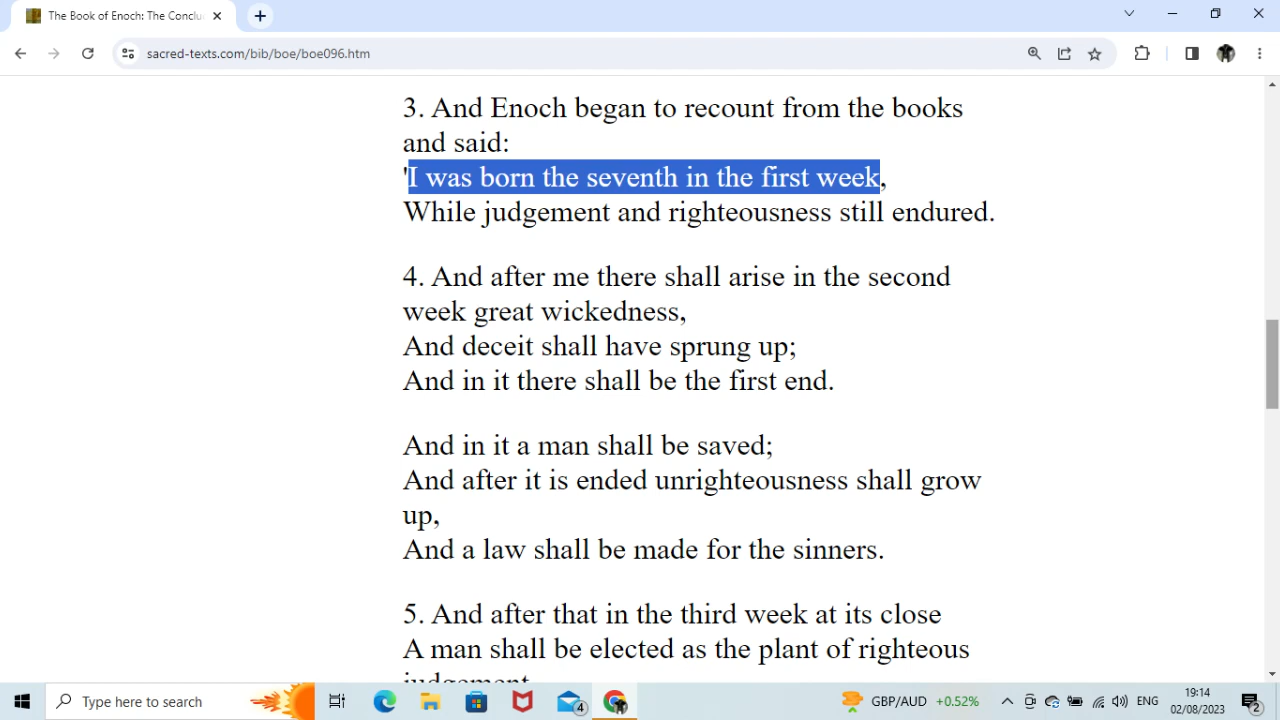 The Book of Enoch: The Conclu
sacred-texts.com/bib/boe/boe096.htm
3. And Enoch began to recount from the books
and said:
'I was born the seventh in the first week,
While judgement and righteousness still endured.
4. And after me there shall arise in the second
week great wickedness,
And deceit shall have sprung up;
And in it there shall be the first end.
And in it a man shall be saved;
And after it is ended unrighteousness shall grow
up,
And a law shall be made for the sinners.
5. And after that in the third week at its close
A man shall be elected as the plant of righteous
judgement
Type here to search
4
GBP/AUD +0.52%
ENG
19:14
02/08/2023
2